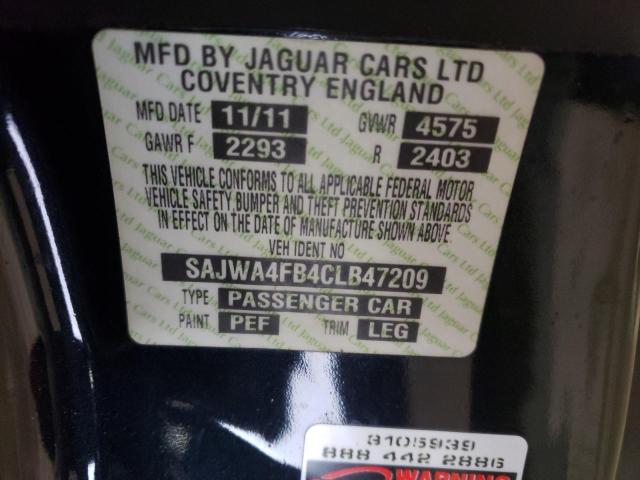 MFD BY JAGUAR CARS LTD
COVENTRY ENGLAND
MFD DATE 11/11 GVWR 4575
GAWR F 2293 R 2403
THIS VEHICLE CONFORMS TO ALL APPLICABLE FEDERAL MOTOR
VEHICLE SAFETY, BUMPER AND THEFT PREVENTION STANDARDS
IN EFFECT ON THE DATE OF MANUFACTURE SHOWN ABOVE
VEH IDENT NO
SAJWA4FB4CLB47209
TYPE PASSENGER CAR
PAINT PEF TRIM LEG
3105939
888 442 2886
WARNING